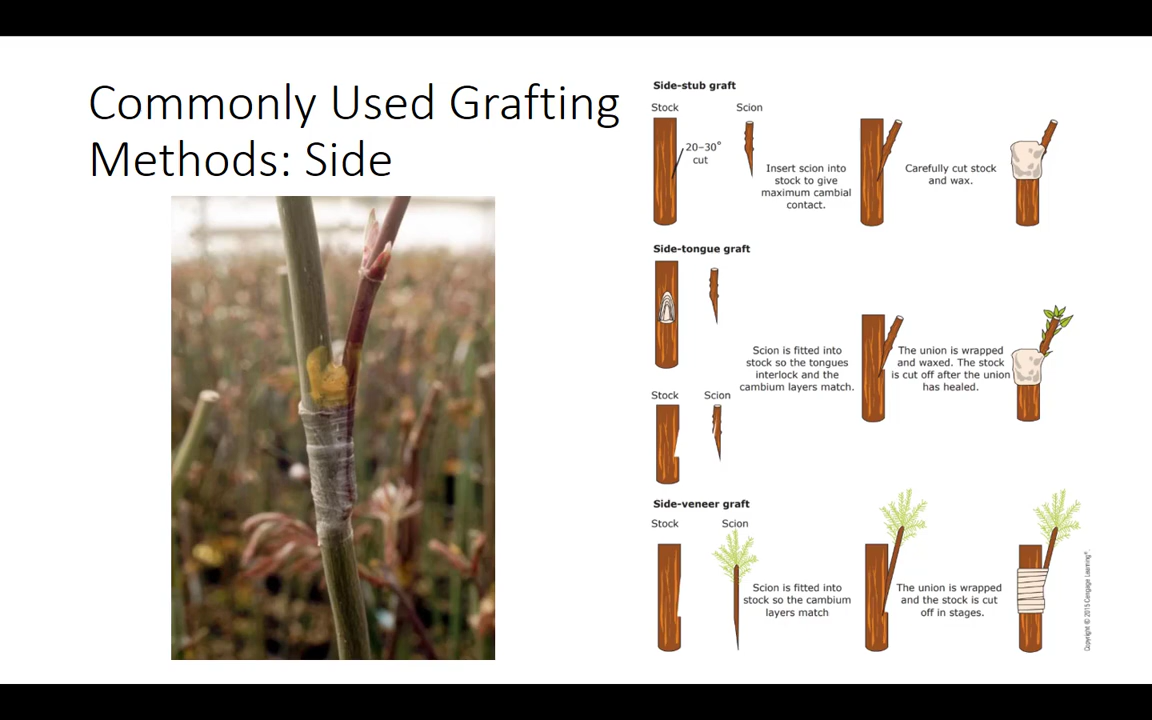 Commonly Used Grafting
Methods: Side
Side-stub graft
Stock
Scion
20–30°
cut
Insert scion into
stock to give
maximum cambial
contact.
Carefully cut stock
and wax.
Side-tongue graft
Scion is fitted into
stock so the tongues
interlock and the
cambium layers match.
The union is wrapped
and waxed. The stock
is cut off after the union
has healed.
Stock
Scion
Side-veneer graft
Stock
Scion
Scion is fitted into
stock so the cambium
layers match
The union is wrapped
and the stock is cut
off in stages.
Copyright © 2015 Cengage Learning®.